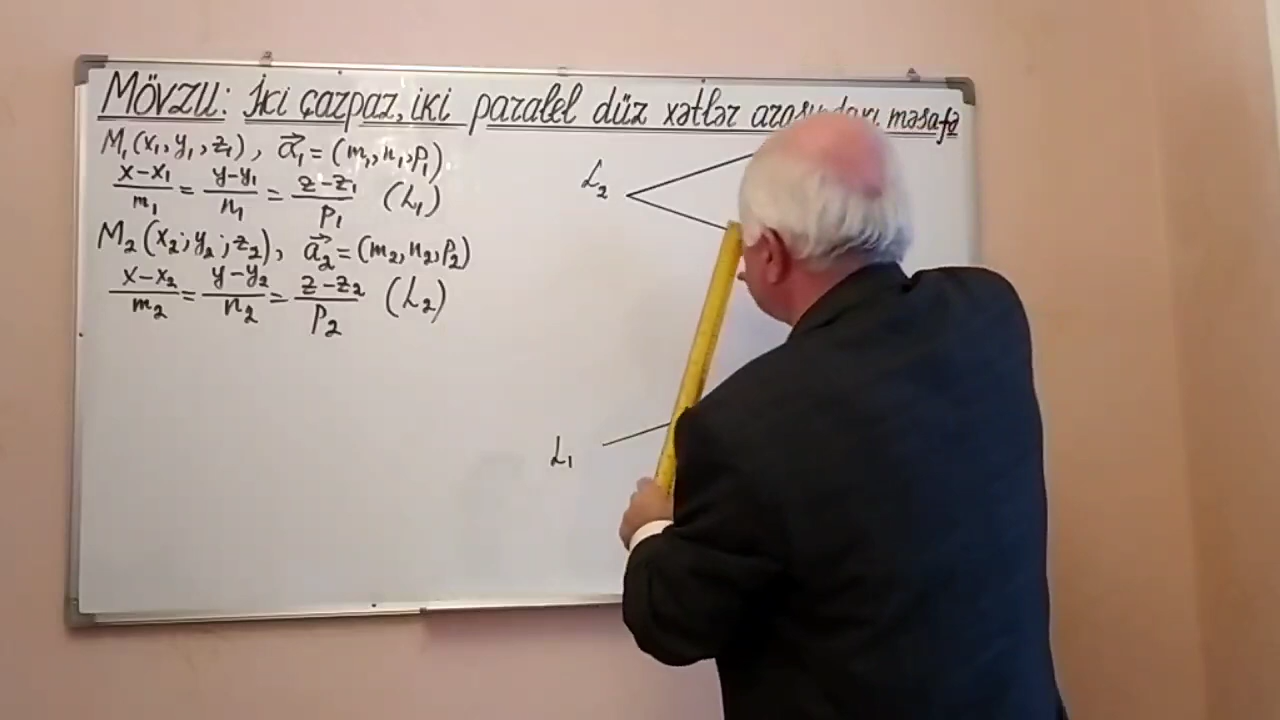 MÖVZU: İki çarpaz, iki paralel düz xətlər arasındakı məsafə
M₁(x₁, y₁, z₁), a⃗₁ = (m₁, n₁, p₁)
(x-x₁)/m₁ = (y-y₁)/n₁ = (z-z₁)/p₁ (L₁)
M₂(x₂; y₂; z₂), a⃗₂ = (m₂, n₂, p₂)
(x-x₂)/m₂ = (y-y₂)/n₂ = (z-z₂)/p₂ (L₂)
L₂
L₁